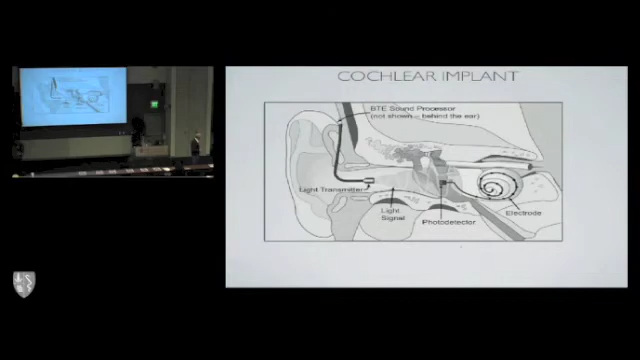 COCHLEAR IMPLANT
BTE Sound Processor
(not shown – behind the ear)
Light Transmitter
Light
Signal
Photodetector
Electrode